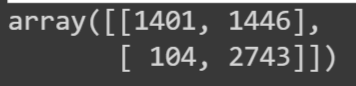 array([[1401, 1446],
       [ 104, 2743]])